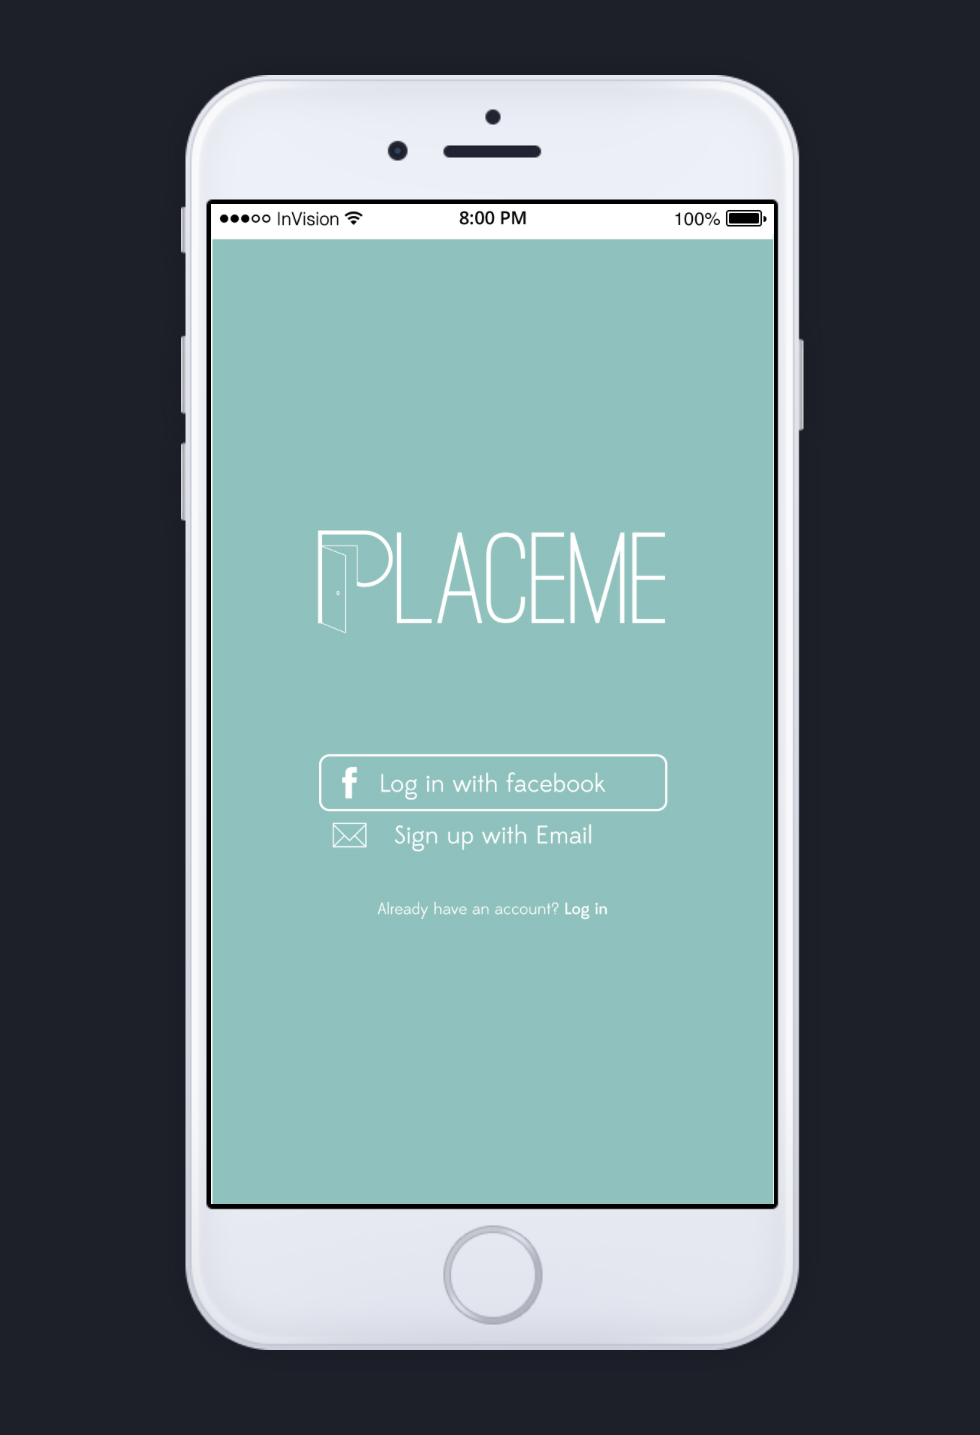 InVision 8:00 PM 100%
PLACEME
f Log in with facebook
Sign up with Email
Already have an account? Log in